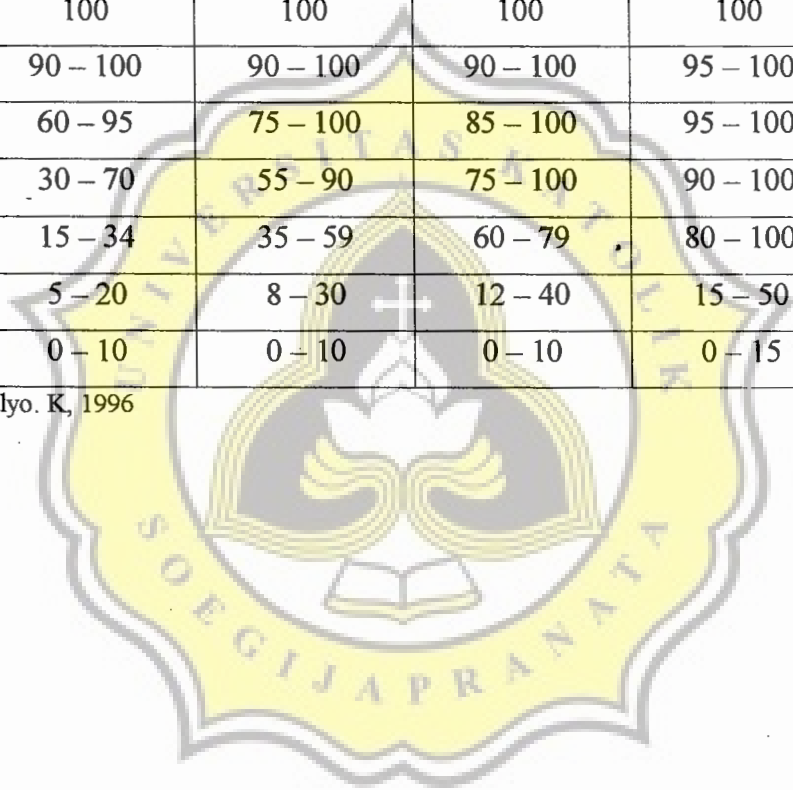 100 100 100 100
90 – 100 90 – 100 90 – 100 95 – 100
60 – 95 75 – 100 85 – 100 95 – 100
30 – 70 55 – 90 75 – 100 90 – 100
15 – 34 35 – 59 60 – 79 80 – 100
5 – 20 8 – 30 12 – 40 15 – 50
0 – 10 0 – 10 0 – 10 0 – 15
lyo. K, 1996
UNIVERSITAS KATOLIK
SOEGIJAPRANATA